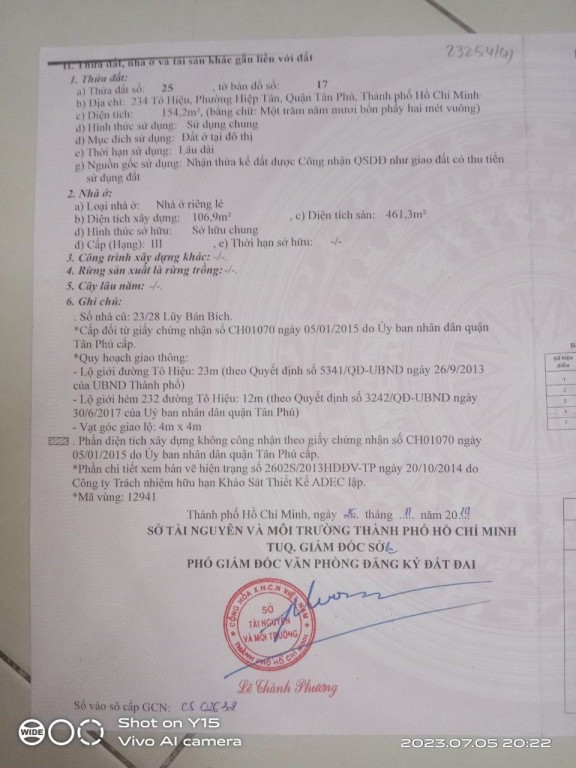 23254(4)
II. Thửa đất, nhà ở và tài sản khác gắn liền với đất
1. Thửa đất:
a) Thửa đất số: 25 , tờ bản đồ số: 17
b) Địa chỉ: 234 Tô Hiệu, Phường Hiệp Tân, Quận Tân Phú, Thành phố Hồ Chí Minh
c) Diện tích: 154,2m², (bằng chữ: Một trăm năm mươi bốn phẩy hai mét vuông)
d) Hình thức sử dụng: Sử dụng chung
đ) Mục đích sử dụng: Đất ở tại đô thị
e) Thời hạn sử dụng: Lâu dài
g) Nguồn gốc sử dụng: Nhận thừa kế đất được Công nhận QSDĐ như giao đất có thu tiền
sử dụng đất
2. Nhà ở:
a) Loại nhà ở: Nhà ở riêng lẻ
b) Diện tích xây dựng: 106,9m² , c) Diện tích sàn: 461,3m²
d) Hình thức sở hữu: Sở hữu chung
đ) Cấp (Hạng): III , e) Thời hạn sở hữu: -/-
3. Công trình xây dựng khác: -/-.
4. Rừng sản xuất là rừng trồng:-/-.
5. Cây lâu năm: -/-.
6. Ghi chú:
. Số nhà cũ: 23/28 Lũy Bán Bích.
*Cấp đổi từ giấy chứng nhận số CH01070 ngày 05/01/2015 do Ủy ban nhân dân quận
Tân Phú cấp.
*Quy hoạch giao thông:
- Lộ giới đường Tô Hiệu: 23m (theo Quyết định số 5341/QĐ-UBND ngày 26/9/2013
của UBND Thành phố)
- Lộ giới hẻm 232 đường Tô Hiệu: 12m (theo Quyết định số 3242/QĐ-UBND ngày
30/6/2017 của Uỷ ban nhân dân quận Tân Phú)
- Vạt góc giao lộ: 4m x 4m
. Phần diện tích xây dựng không công nhận theo giấy chứng nhận số CH01070 ngày
05/01/2015 do Ủy ban nhân dân quận Tân Phú cấp.
*Phần chi tiết xem bản vẽ hiện trạng số 2602S/2013HĐĐV-TP ngày 20/10/2014 do
Công ty Trách nhiệm hữu hạn Khảo Sát Thiết Kế ADEC lập.
*Mã vùng: 12941
Thành phố Hồ Chí Minh, ngày tháng 11 năm 2019
SỞ TÀI NGUYÊN VÀ MÔI TRƯỜNG THÀNH PHỐ HỒ CHÍ MINH
TUQ. GIÁM ĐỐC SỞ
PHÓ GIÁM ĐỐC VĂN PHÒNG ĐĂNG KÝ ĐẤT ĐAI
CỘNG HÒA X.H.C.N VIỆT NAM
SỞ
TÀI NGUYÊN
VÀ MÔI TRƯỜNG
THÀNH PHỐ HỒ CHÍ MINH
Lê Thành Phương
Số vào sổ cấp GCN: CS
Số hiệu
điểm
1
2
3
4
WIDE
Shot on Y15
Vivo AI camera
2023.07.05 20:22